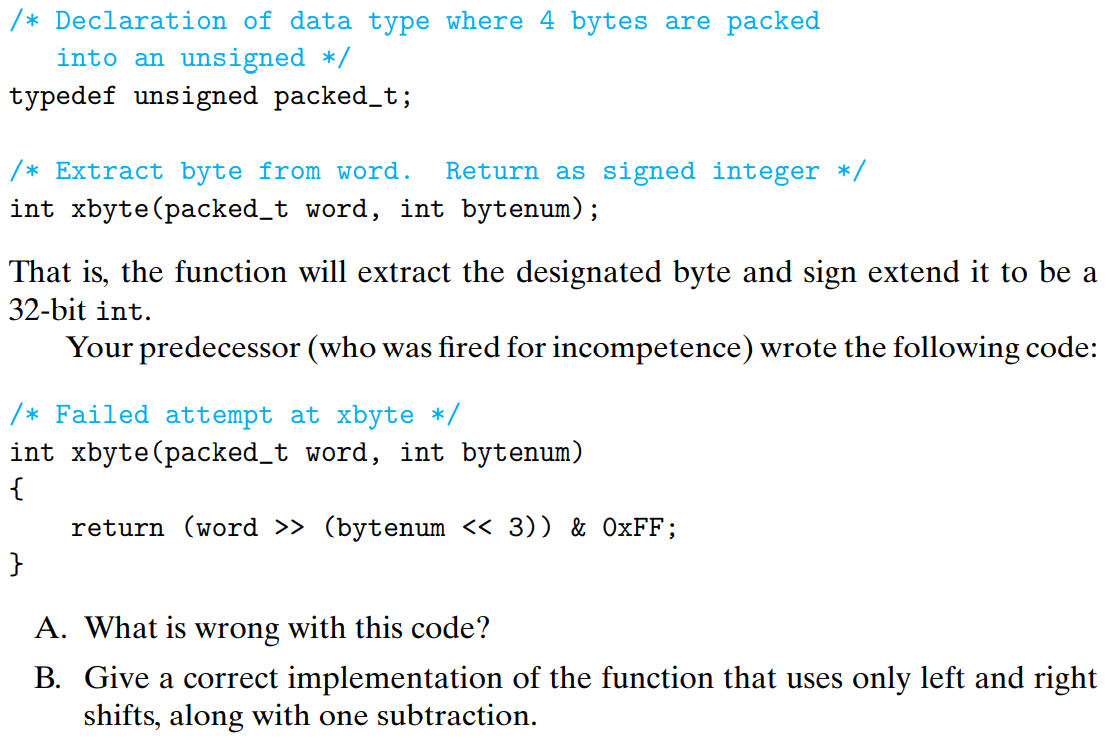 /* Declaration of data type where 4 bytes are packed
into an unsigned */
typedef unsigned packed_t;
/* Extract byte from word.  Return as signed integer */
int xbyte(packed_t word, int bytenum);
That is, the function will extract the designated byte and sign extend it to be a
32-bit int.
Your predecessor (who was fired for incompetence) wrote the following code:
/* Failed attempt at xbyte */
int xbyte(packed_t word, int bytenum)
{
return (word >> (bytenum << 3)) & 0xFF;
}
A. What is wrong with this code?
B. Give a correct implementation of the function that uses only left and right
shifts, along with one subtraction.